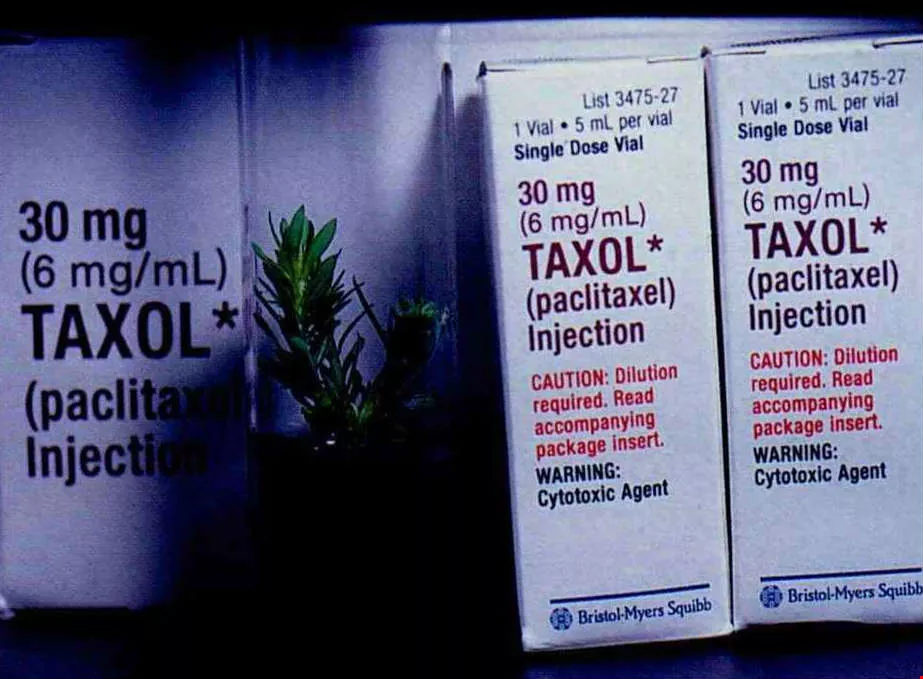 30 mg
(6 mg/mL)
TAXOL*
(paclitaxol
Injection
List 3475-27
1 Vial • 5 mL per vial
Single Dose Vial
30 mg
(6 mg/mL)
TAXOL*
(paclitaxel)
Injection
CAUTION: Dilution
required. Read
accompanying
package insert.
WARNING:
Cytotoxic Agent
Bristol-Myers Squibb
List 3475-27
1 Vial • 5 mL per vial
Single Dose Vial
30 mg
(6 mg/mL)
TAXOL*
(paclitaxel)
Injection
CAUTION: Dilution
required. Read
accompanying
package insert.
WARNING:
Cytotoxic Agent
Bristol-Myers Squibb